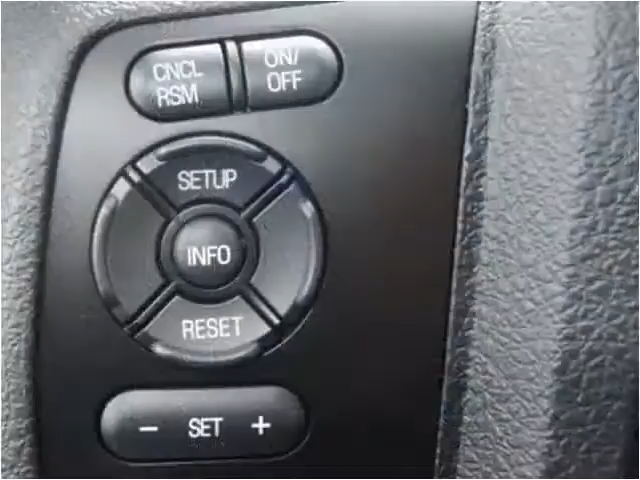 CNCL
RSM
ON/
OFF
SETUP
INFO
RESET
- SET +